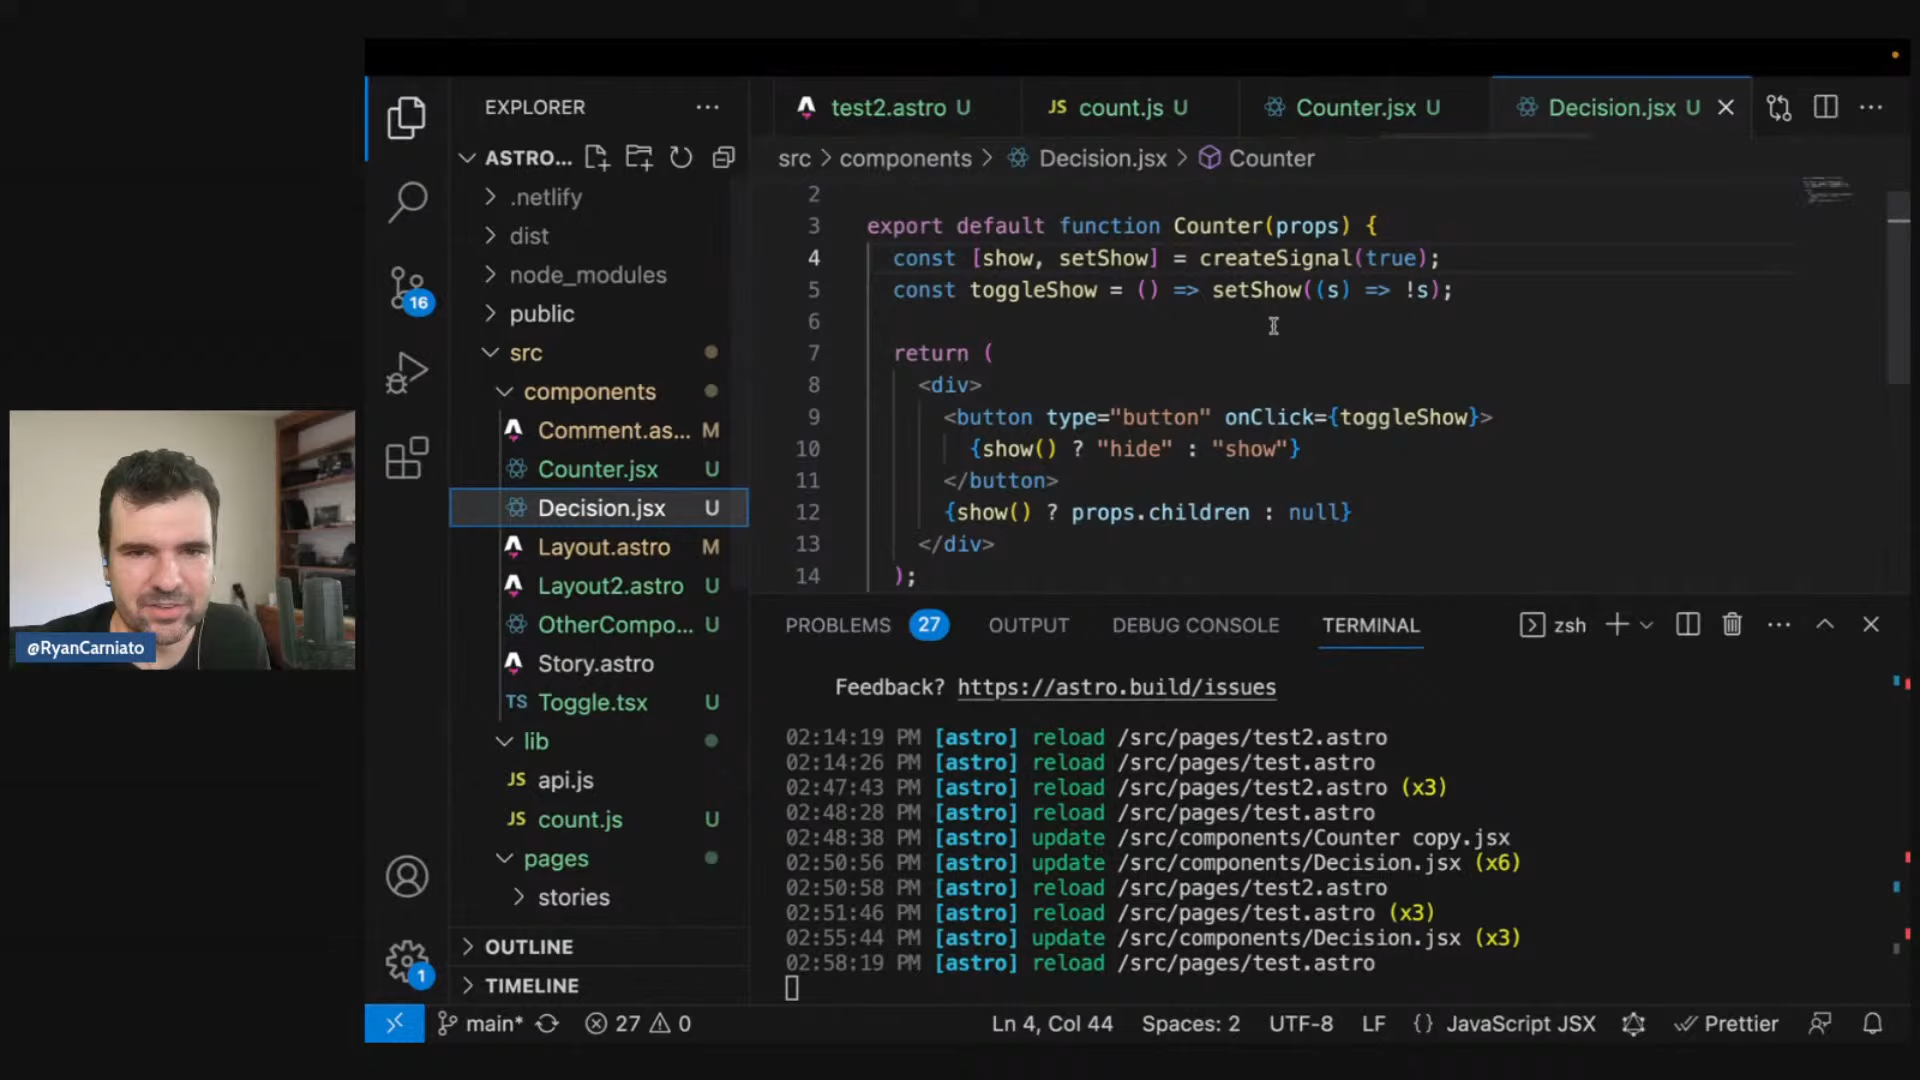 EXPLORER
test2.astro U
JS count.js U
Counter.jsx U
Decision.jsx U
ASTRO...
src > components > Decision.jsx > Counter
.netlify
dist
node_modules
public
src
components
Comment.as... M
Counter.jsx U
Decision.jsx U
Layout.astro M
Layout2.astro U
OtherCompo... U
Story.astro
TS Toggle.tsx U
lib
JS api.js
JS count.js U
pages
stories
OUTLINE
TIMELINE
16
1
2
3 export default function Counter(props) {
4 const [show, setShow] = createSignal(true);
5 const toggleShow = () => setShow((s) => !s);
6
7 return (
8 <div>
9 <button type="button" onClick={toggleShow}>
10 {show() ? "hide" : "show"}
11 </button>
12 {show() ? props.children : null}
13 </div>
14 );
PROBLEMS 27 OUTPUT DEBUG CONSOLE TERMINAL zsh
Feedback? https://astro.build/issues
02:14:19 PM [astro] reload /src/pages/test2.astro
02:14:26 PM [astro] reload /src/pages/test.astro
02:47:43 PM [astro] reload /src/pages/test2.astro (x3)
02:48:28 PM [astro] reload /src/pages/test.astro
02:48:38 PM [astro] update /src/components/Counter copy.jsx
02:50:56 PM [astro] update /src/components/Decision.jsx (x6)
02:50:58 PM [astro] reload /src/pages/test2.astro
02:51:46 PM [astro] reload /src/pages/test.astro (x3)
02:55:44 PM [astro] update /src/components/Decision.jsx (x3)
02:58:19 PM [astro] reload /src/pages/test.astro
main* 27 0 Ln 4, Col 44 Spaces: 2 UTF-8 LF {} JavaScript JSX Prettier
@RyanCarniato